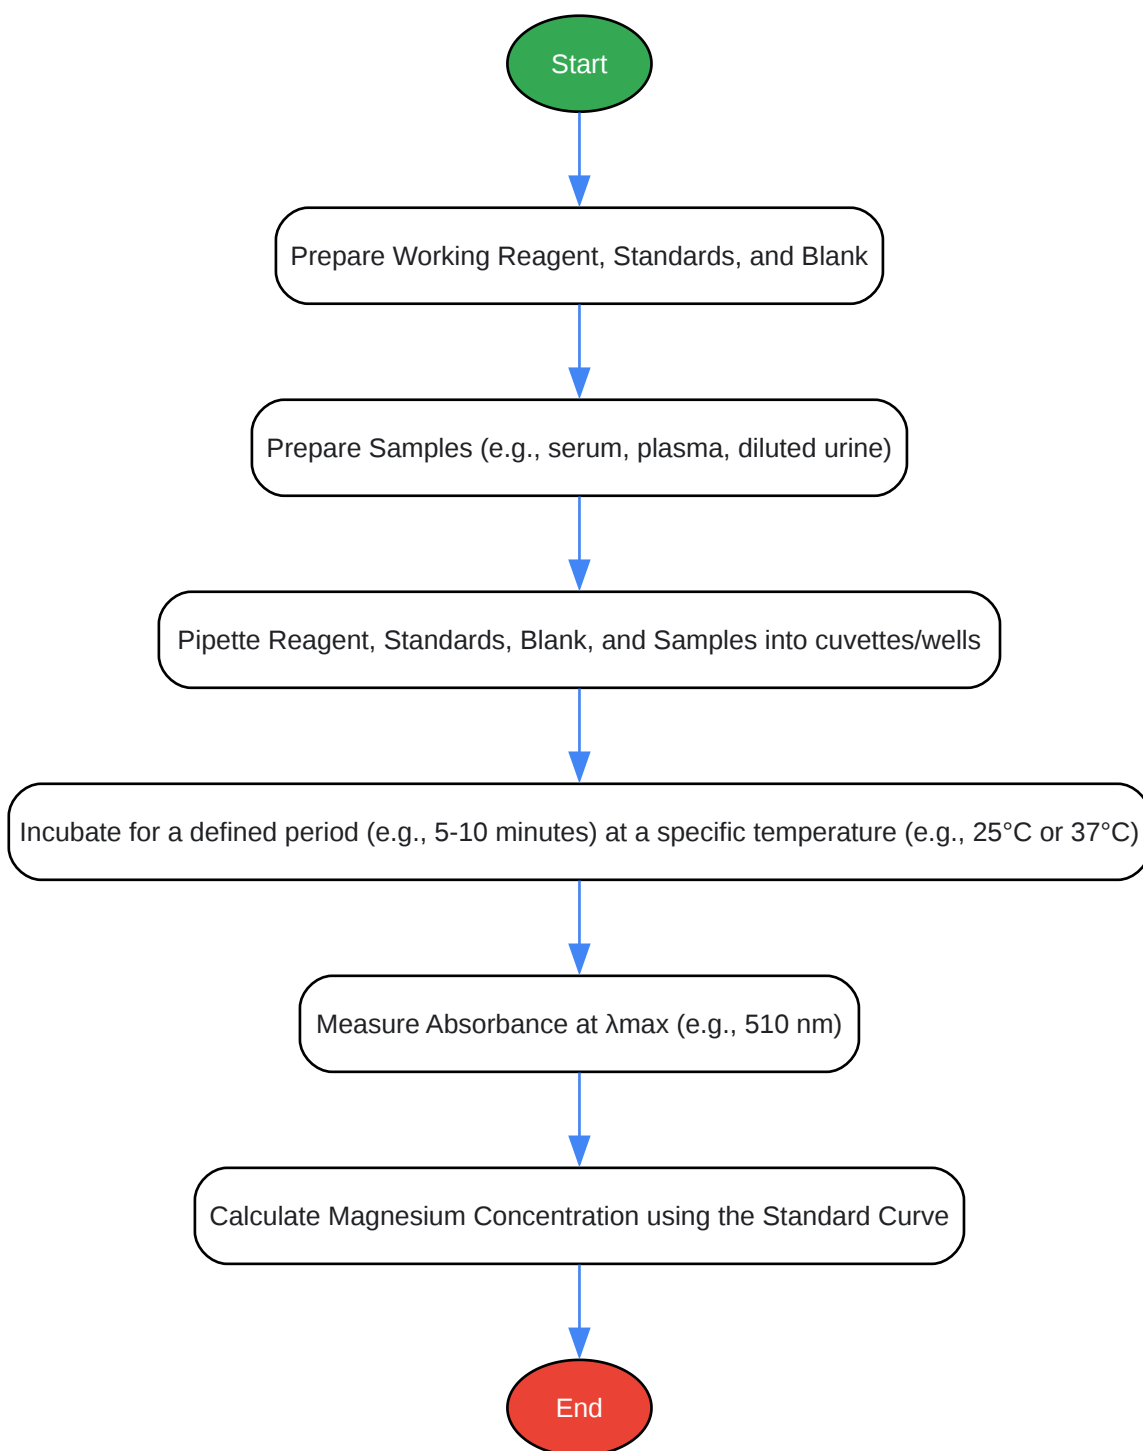 Start
Prepare Working Reagent, Standards, and Blank
Prepare Samples (e.g., serum, plasma, diluted urine)
Pipette Reagent, Standards, Blank, and Samples into cuvettes/wells
Incubate for a defined period (e.g., 5-10 minutes) at a specific temperature (e.g., 25°C or 37°C)
Measure Absorbance at λmax (e.g., 510 nm)
Calculate Magnesium Concentration using the Standard Curve
End